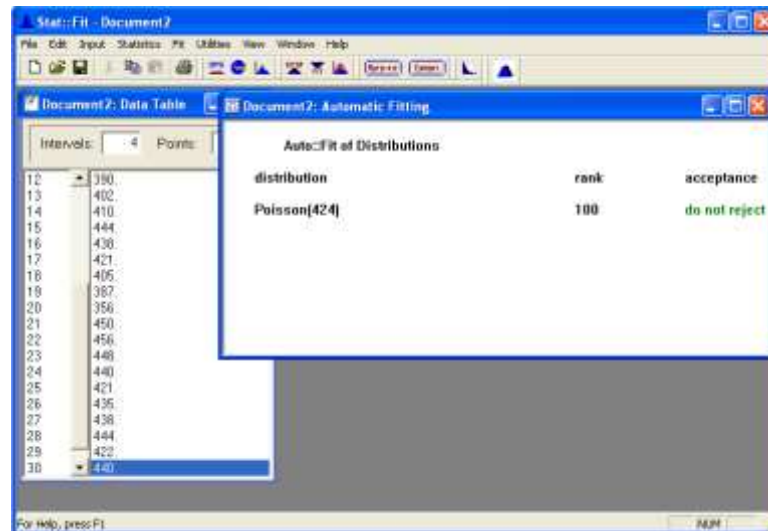 Stat::Fit - Document2
File Edit Input Statistics Fit Utilities View Window Help
Document2: Data Table
Intervals: 4 Points:
12 390.
13 402.
14 410.
15 444.
16 438.
17 421.
18 405.
19 387.
20 356.
21 450.
22 456.
23 448.
24 440.
25 421.
26 435.
27 438.
28 444.
29 422.
30 440.
Document2: Automatic Fitting
Auto::Fit of Distributions
distribution rank acceptance
Poisson(424) 100 do not reject
For Help, press F1 NUM